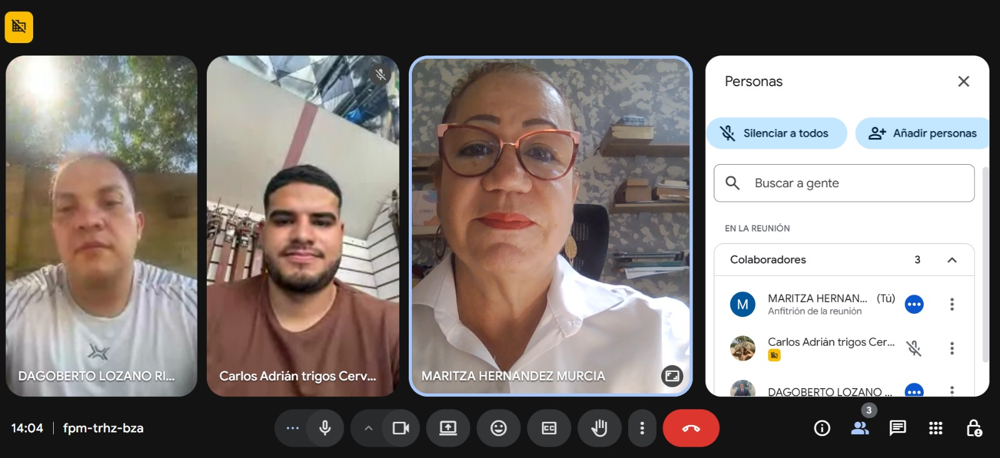 DAGOBERTO LOZANO RI...
Carlos Adrián trigos Cerv...
MARITZA HERNANDEZ MURCIA
Personas
Silenciar a todos
Añadir personas
Buscar a gente
EN LA REUNIÓN
Colaboradores 3
M
MARITZA HERNAN... (Tú)
Anfitrión de la reunión
Carlos Adrián trigos Cer...
DAGOBERTO LOZANO ...
14:04 | fpm-trhz-bza
CC
3